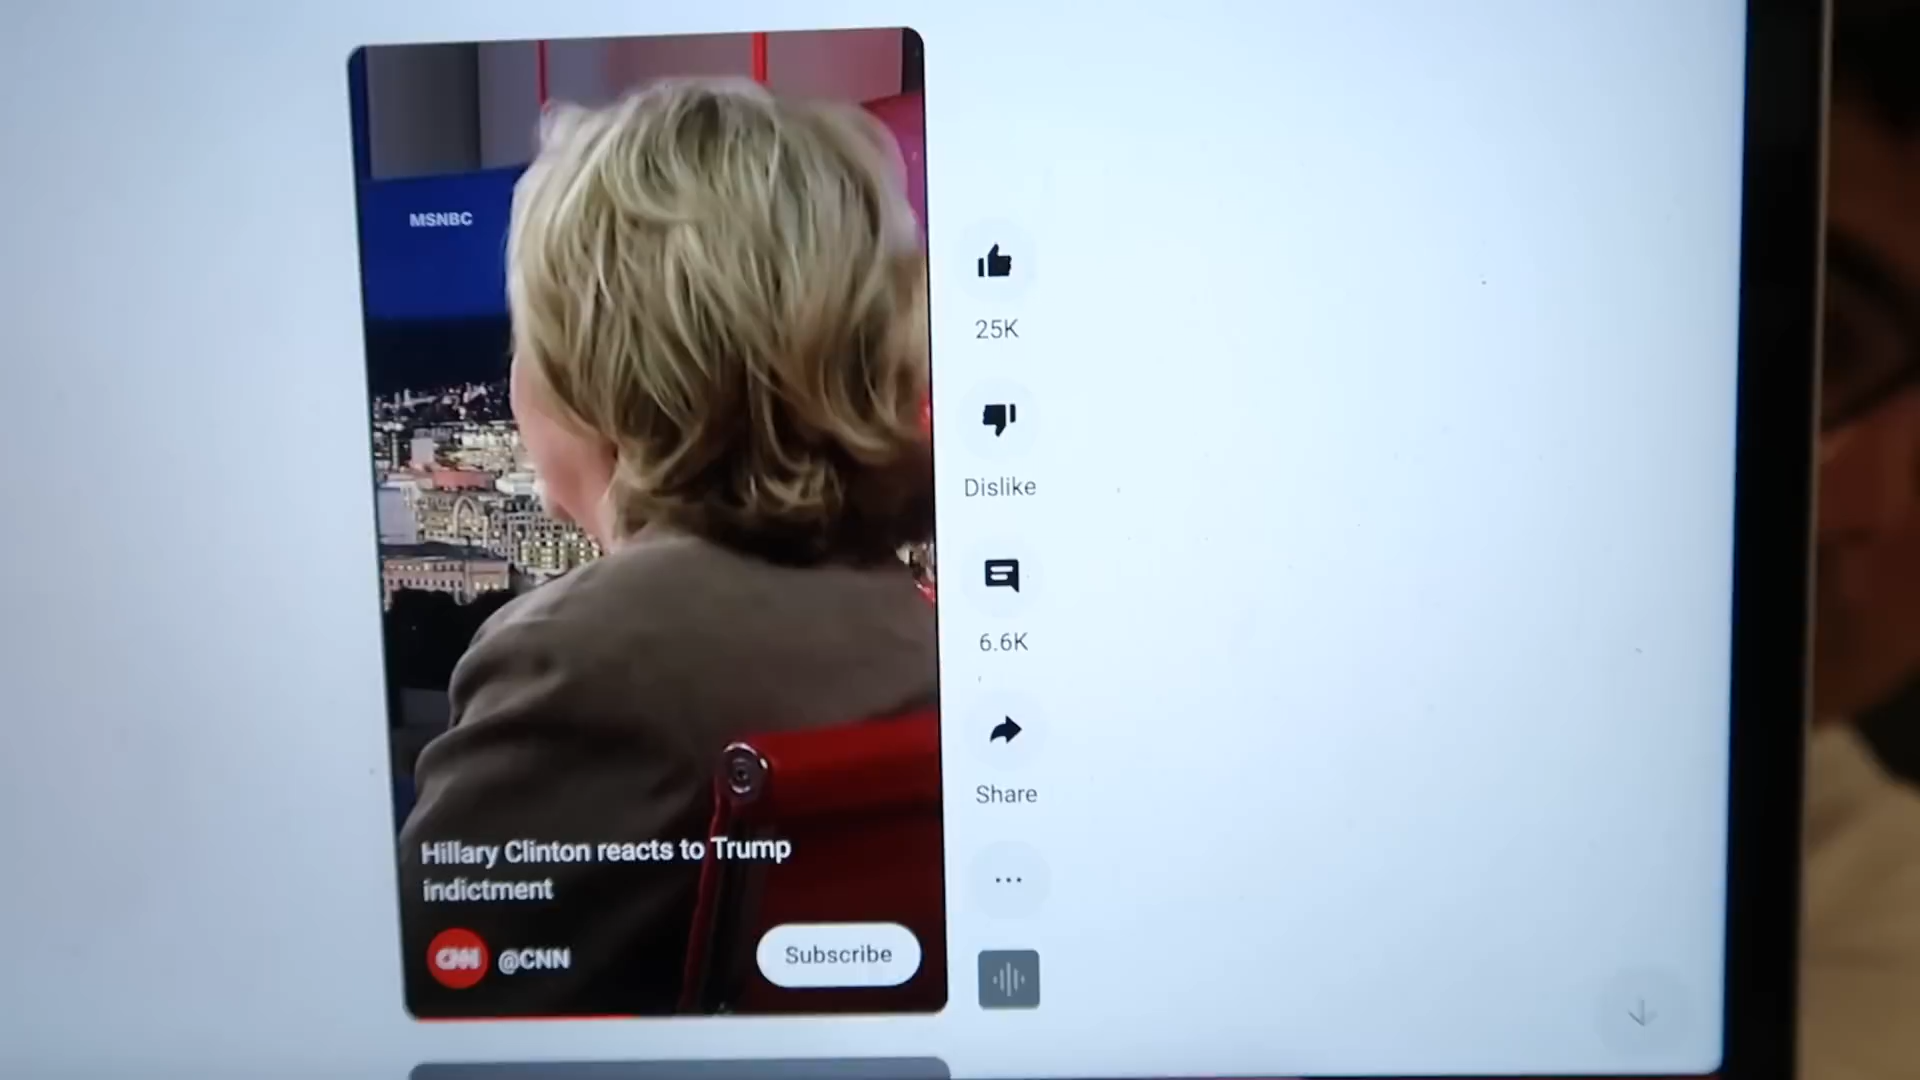 MSNBC
25K
Dislike
6.6K
Share
Hillary Clinton reacts to Trump
indictment
CNN @CNN
Subscribe